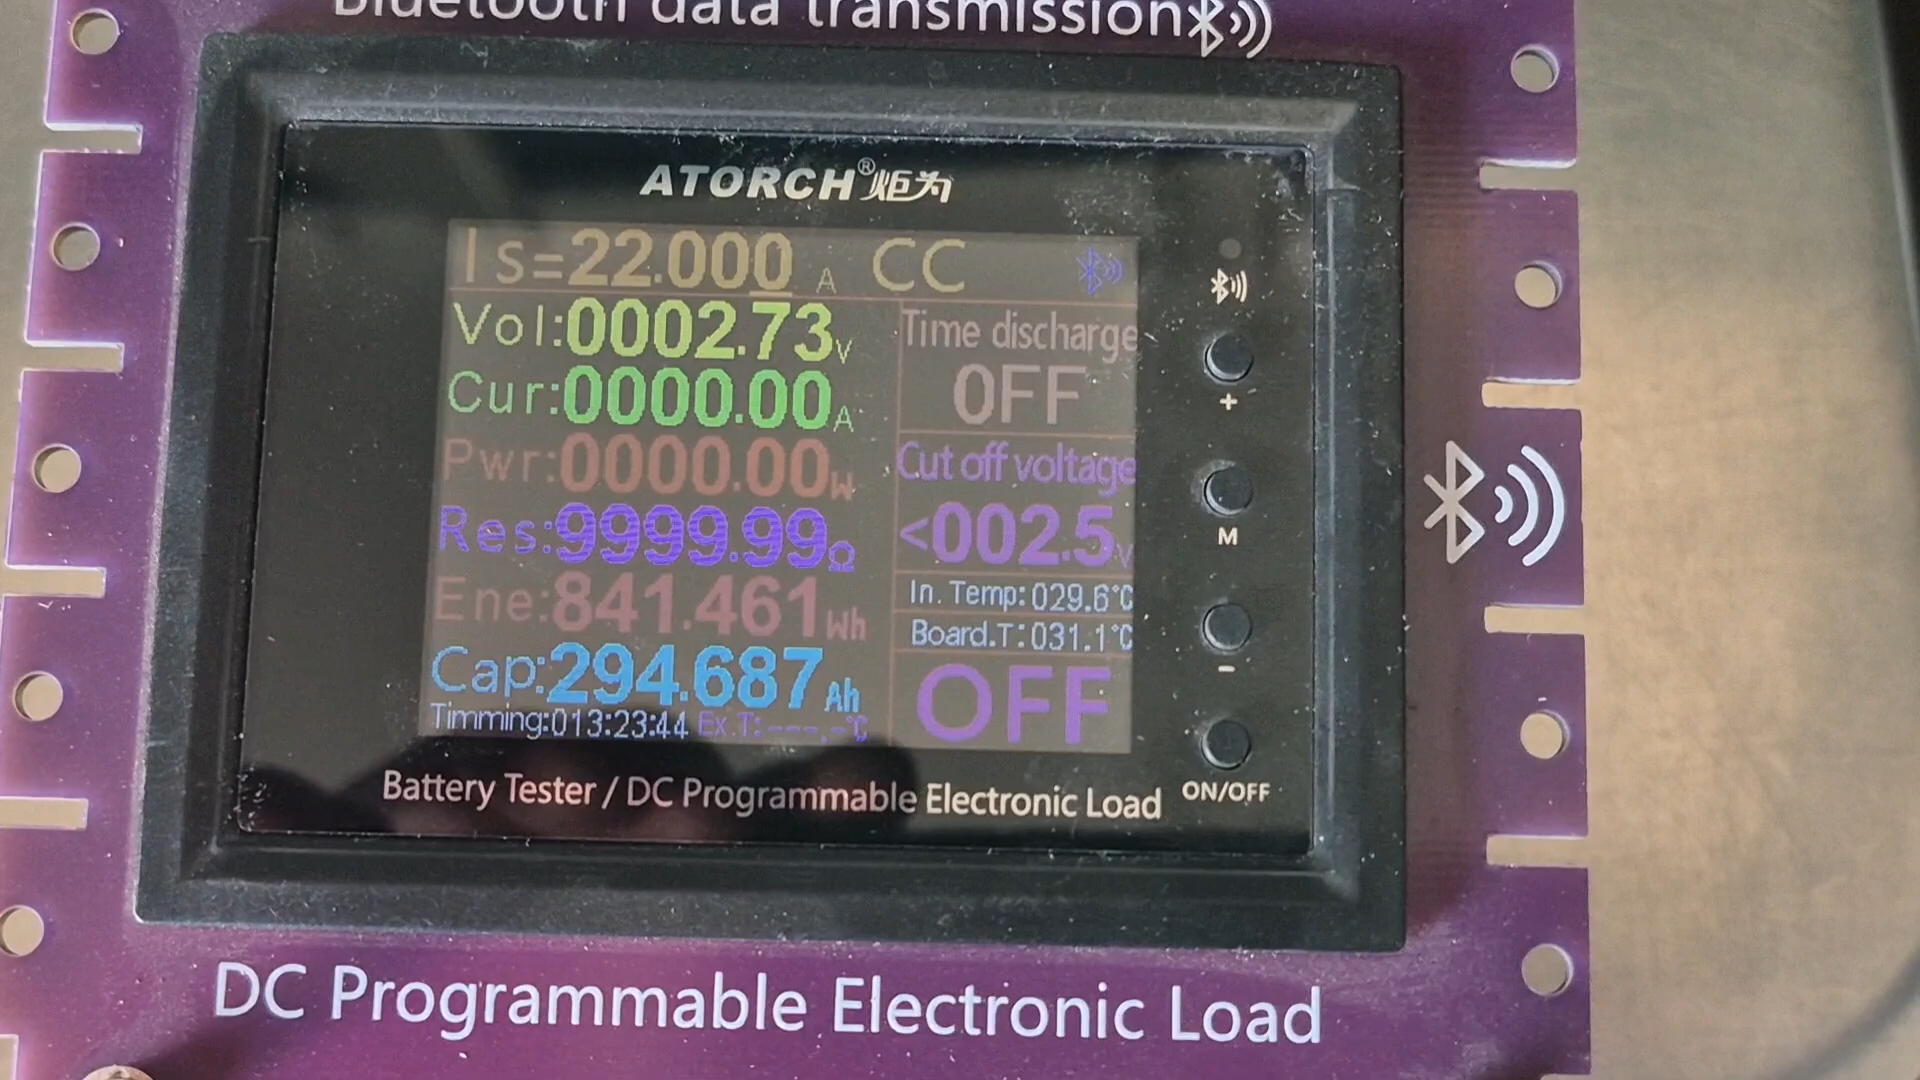 Bluetooth data transmission
ATORCH®炬为
Is=22.000 A CC
Vol:0002.73V
Time discharge
OFF
Cur:0000.00A
Pwr:0000.00W
Cut off voltage
<002.5V
Res:9999.99Ω
Ene:841.461Wh
In. Temp:029.6°C
Board.T:031.1°C
Cap:294.687Ah
OFF
Timming:013:23:44 Ex.T:---.-°C
+
M
-
ON/OFF
Battery Tester / DC Programmable Electronic Load
DC Programmable Electronic Load